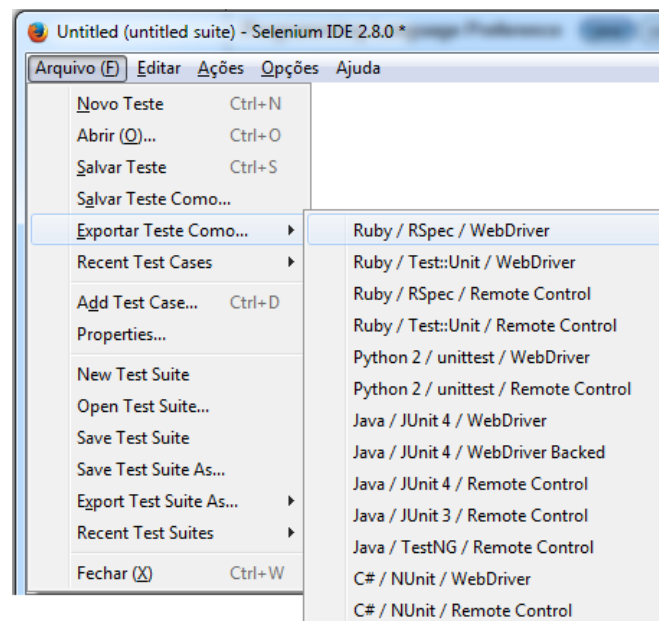 Untitled (untitled suite) - Selenium IDE 2.8.0 *
Arquivo (F) Editar Ações Opções Ajuda
Novo Teste Ctrl+N
Abrir (O)... Ctrl+O
Salvar Teste Ctrl+S
Salvar Teste Como...
Exportar Teste Como...
Recent Test Cases
Add Test Case... Ctrl+D
Properties...
New Test Suite
Open Test Suite...
Save Test Suite
Save Test Suite As...
Export Test Suite As...
Recent Test Suites
Fechar (X) Ctrl+W
Ruby / RSpec / WebDriver
Ruby / Test::Unit / WebDriver
Ruby / RSpec / Remote Control
Ruby / Test::Unit / Remote Control
Python 2 / unittest / WebDriver
Python 2 / unittest / Remote Control
Java / JUnit 4 / WebDriver
Java / JUnit 4 / WebDriver Backed
Java / JUnit 4 / Remote Control
Java / JUnit 3 / Remote Control
Java / TestNG / Remote Control
C# / NUnit / WebDriver
C# / NUnit / Remote Control